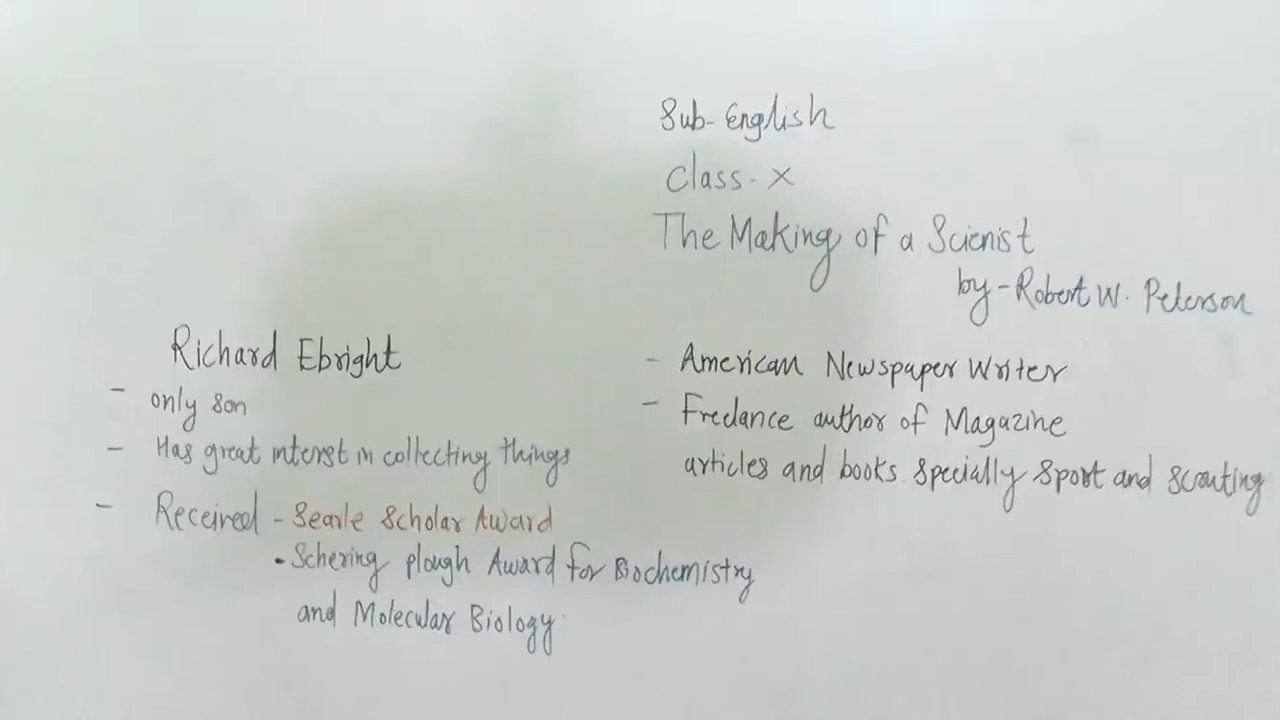 Sub- English
Class- X
The Making of a Scienist
by- Robert W. Peterson
- American Newspaper Writer
- Freelance author of Magazine
articles and books. Specially Sport and Scouting
Richard Ebright
- only son
- Has great interst in collecting things
- Received - Searle Scholar Award
• Schering plough Award for Biochemistry
and Molecular Biology.